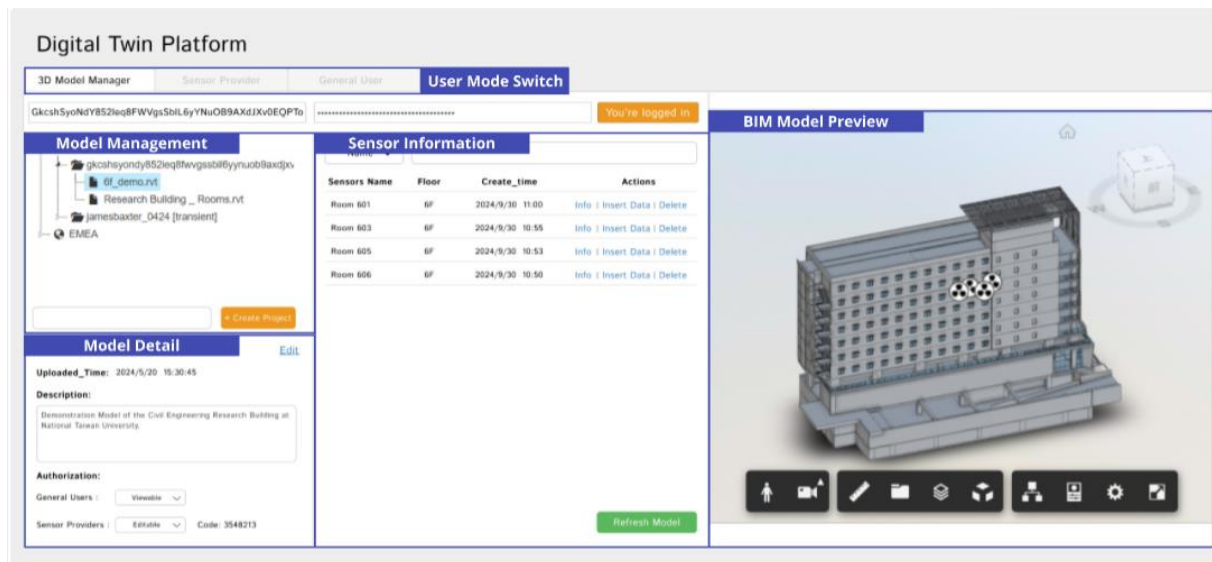 Digital Twin Platform
3D Model Manager
Sensor Provider
General User
User Mode Switch
You're logged in
BIM Model Preview
Model Management
6f_demo.rvt
Research Building _ Rooms.rvt
jamesbaxter_0424 [transient]
EMEA
+ Create Project
Sensor Information
Name
Sensors Name Floor Create_time Actions
Room 601 6F 2024/9/30 11:00 Info | Insert Data | Delete
Room 603 6F 2024/9/30 10:55 Info | Insert Data | Delete
Room 605 6F 2024/9/30 10:53 Info | Insert Data | Delete
Room 606 6F 2024/9/30 10:50 Info | Insert Data | Delete
Refresh Model
Model Detail
Edit
Uploaded_Time: 2024/5/20 15:30:45
Description:
Demonstration Model of the Civil Engineering Research Building at
National Taiwan University.
Authorization:
General Users : Viewable
Sensor Providers : Editable Code: 3548213